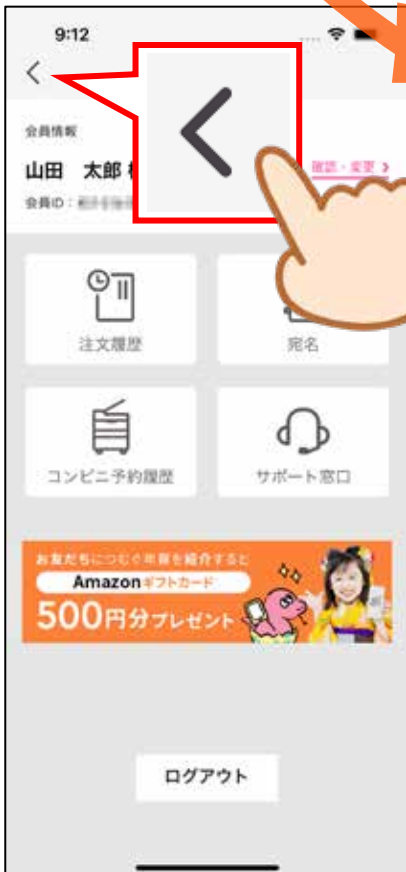 9:12
会員情報
山田 太郎
確認・変更 >
会員ID：
注文履歴
宛名
コンビニ予約履歴
サポート窓口
お友だちにつむぐ年賀を紹介すると
Amazonギフトカード
500円分プレゼント
ログアウト